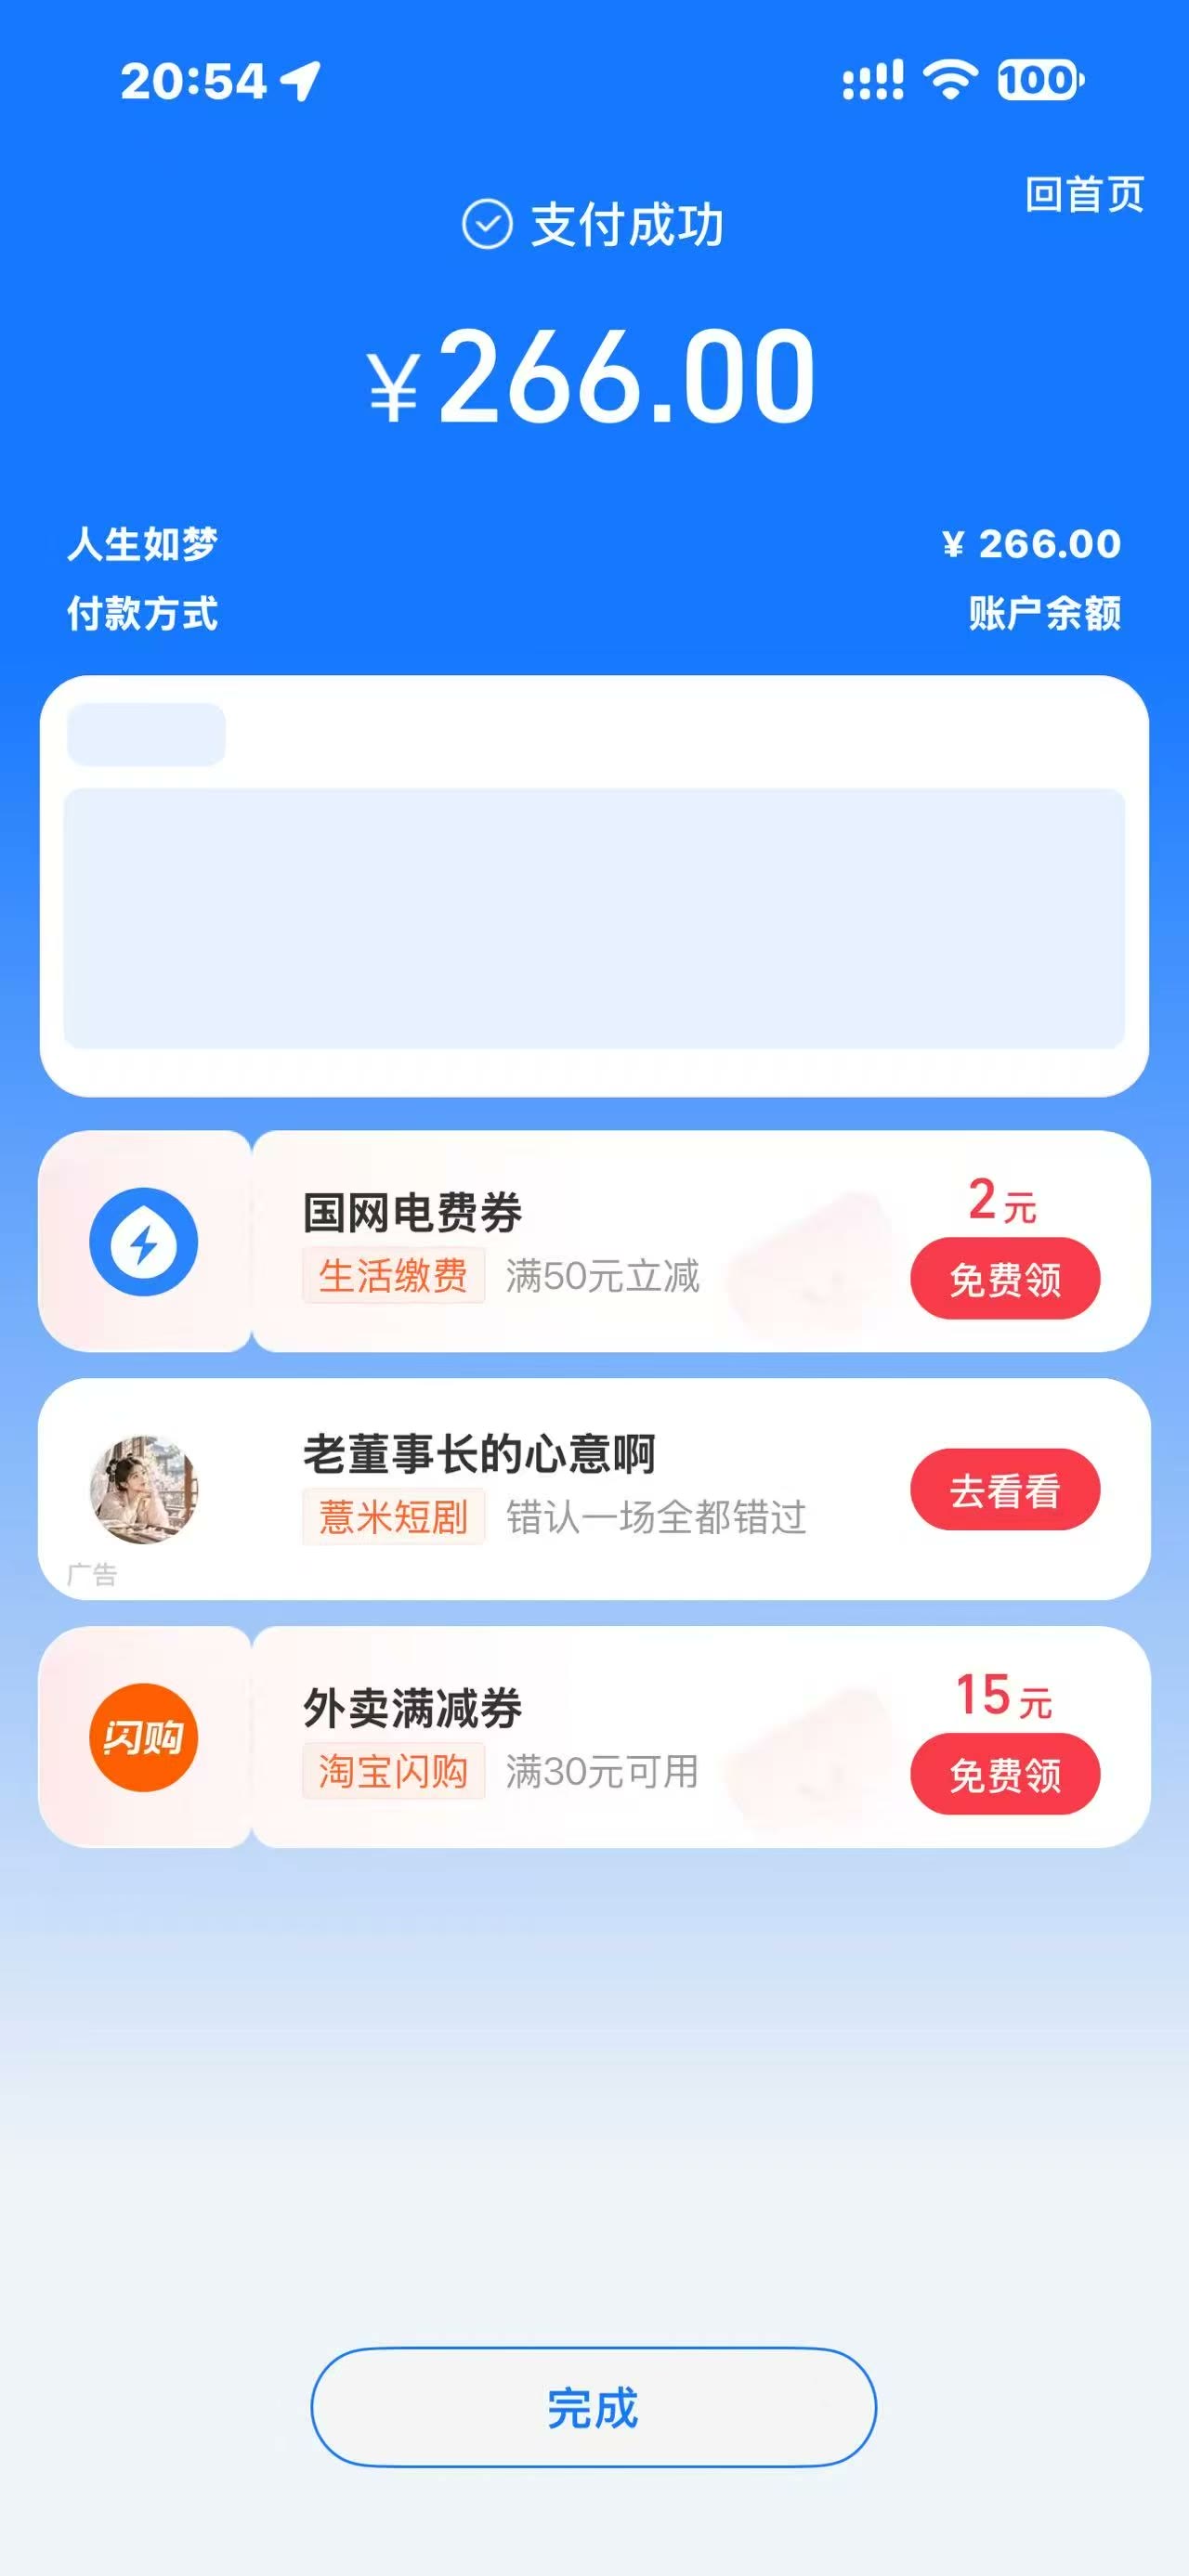 20:54
100
回首页
支付成功
¥266.00
人生如梦 ¥ 266.00
付款方式 账户余额
国网电费券
2元
生活缴费 满50元立减
免费领
老董事长的心意啊
薏米短剧 错认一场全都错过
去看看
广告
闪购
外卖满减券
15元
淘宝闪购 满30元可用
免费领
完成